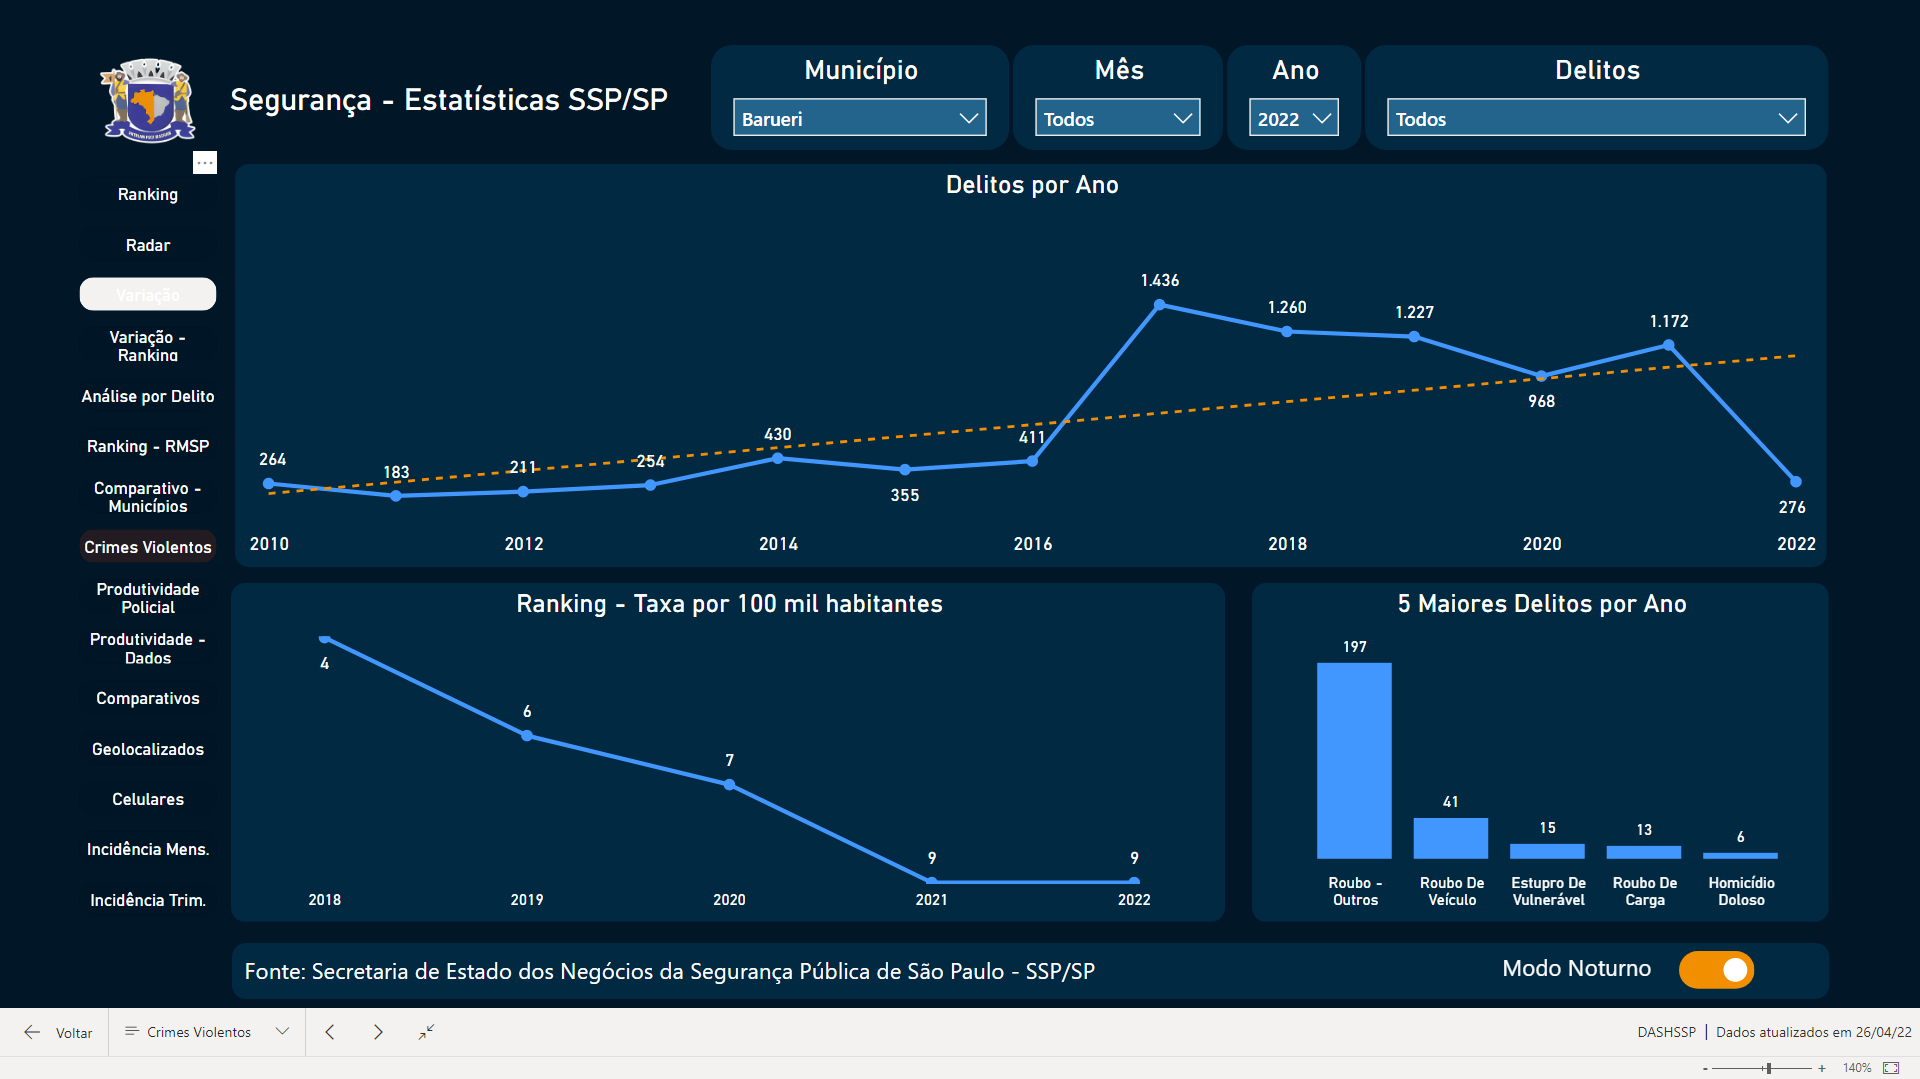 Segurança - Estatísticas SSP/SP
Município
Barueri
Mês
Todos
Ano
2022
Delitos
Todos
...
Ranking
Radar
Variação
Variação -
Ranking
Análise por Delito
Ranking - RMSP
Comparativo -
Municípios
Crimes Violentos
Produtividade
Policial
Produtividade -
Dados
Comparativos
Geolocalizados
Celulares
Incidência Mens.
Incidência Trim.
Delitos por Ano
264
183
211
254
430
355
411
1.436
1.260
1.227
968
1.172
276
2010
2012
2014
2016
2018
2020
2022
Ranking - Taxa por 100 mil habitantes
4
6
7
9
9
2018
2019
2020
2021
2022
5 Maiores Delitos por Ano
197
41
15
13
6
Roubo -
Outros
Roubo De
Veículo
Estupro De
Vulnerável
Roubo De
Carga
Homicídio
Doloso
Fonte: Secretaria de Estado dos Negócios da Segurança Pública de São Paulo - SSP/SP
Modo Noturno
Voltar
Crimes Violentos
DASHSSP | Dados atualizados em 26/04/22
- + 140%